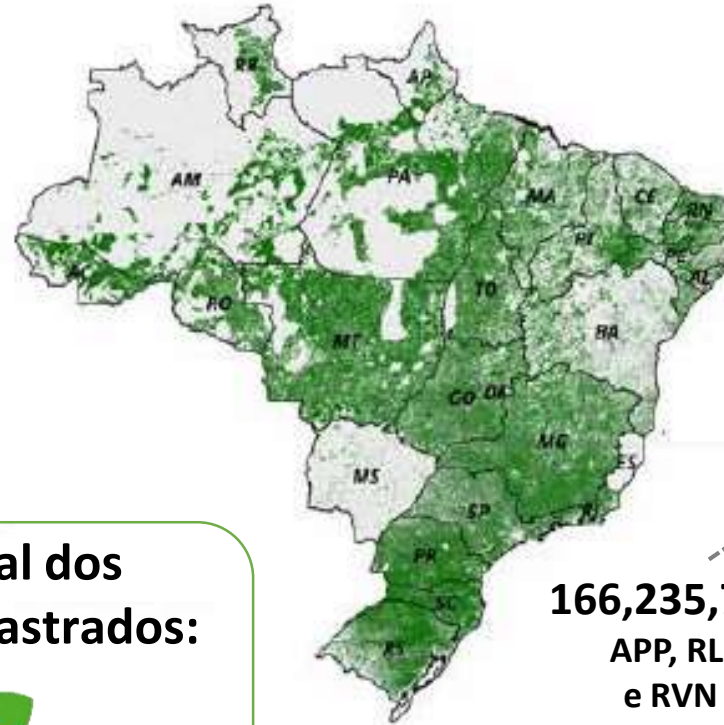 RR
AP
AM
PA
MA
CE
RN
PI
PE
AL
AC
RO
TO
BA
MT
GO
DF
MG
ES
MS
SP
RJ
PR
SC
RS
al dos
astrados:
166,235,7
APP, RL
e RVN